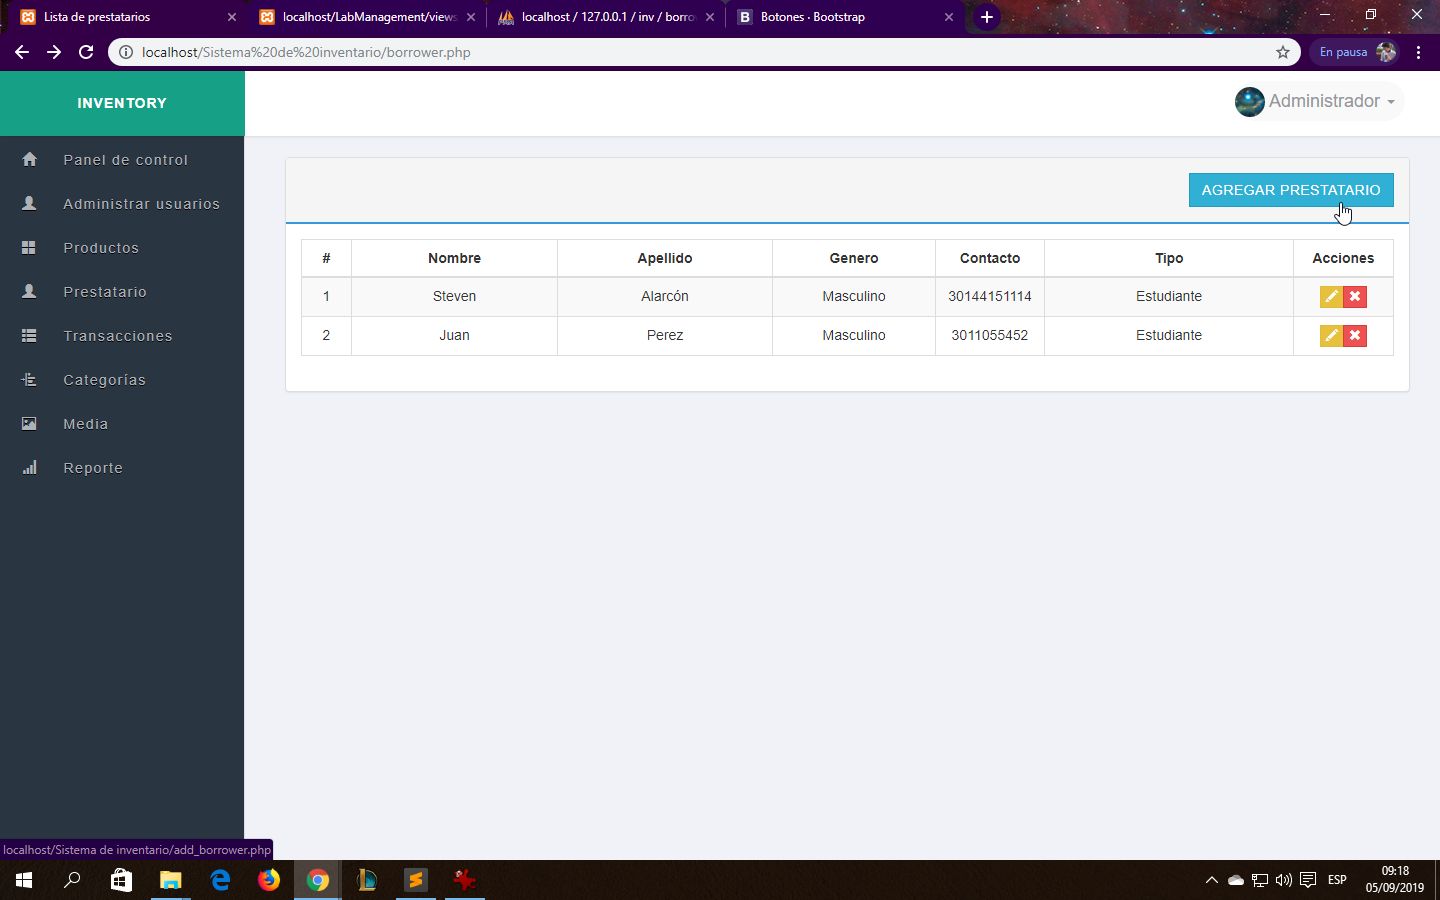 Lista de prestatarios
localhost/LabManagement/views
localhost / 127.0.0.1 / inv / borro
Botones · Bootstrap
localhost/Sistema%20de%20inventario/borrower.php
En pausa
INVENTORY
Administrador
Panel de control
Administrar usuarios
Productos
Prestatario
Transacciones
Categorías
Media
Reporte
AGREGAR PRESTATARIO
# Nombre Apellido Genero Contacto Tipo Acciones
1 Steven Alarcón Masculino 30144151114 Estudiante
2 Juan Perez Masculino 3011055452 Estudiante
localhost/Sistema de inventario/add_borrower.php
ESP
09:18
05/09/2019